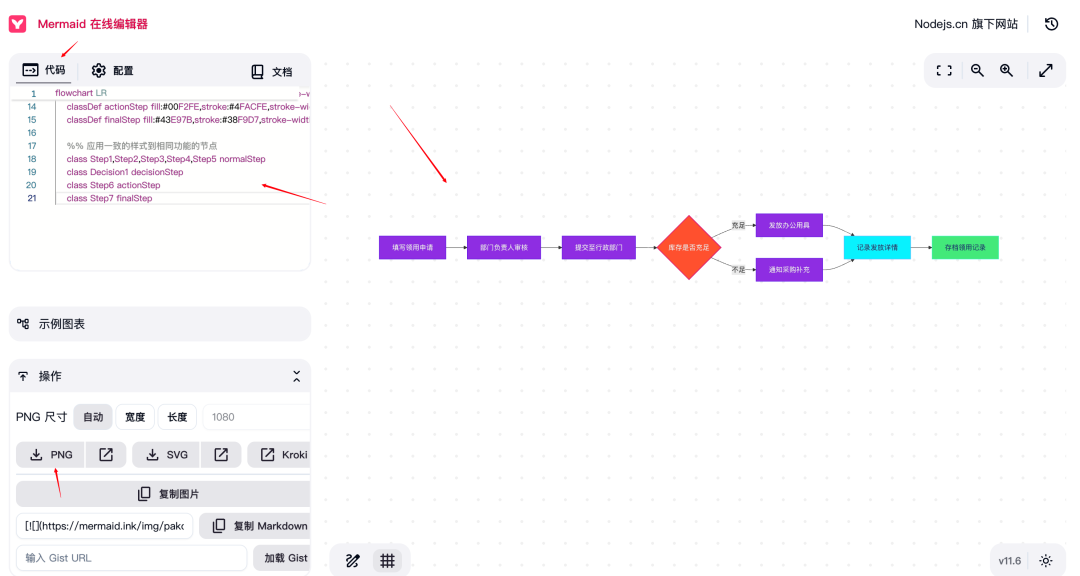 Mermaid 在线编辑器
Nodejs.cn 旗下网站
代码
配置
文档
1 flowchart LR
14 classDef actionStep fill:#00F2FE,stroke:#4FACFE,stroke-wi
15 classDef finalStep fill:#43E97B,stroke:#38F9D7,stroke-width
16
17 %% 应用一致的样式到相同功能的节点
18 class Step1,Step2,Step3,Step4,Step5 normalStep
19 class Decision1 decisionStep
20 class Step6 actionStep
21 class Step7 finalStep
填写领用申请
部门负责人审核
提交至行政部门
库存是否充足
充足
发放办公用具
不足
通知采购补充
记录发放详情
存档领用记录
示例图表
操作
PNG 尺寸
自动
宽度
长度
1080
PNG
SVG
Kroki
复制图片
[![](https://mermaid.ink/img/pako
复制 Markdown
输入 Gist URL
加载 Gist
v11.6